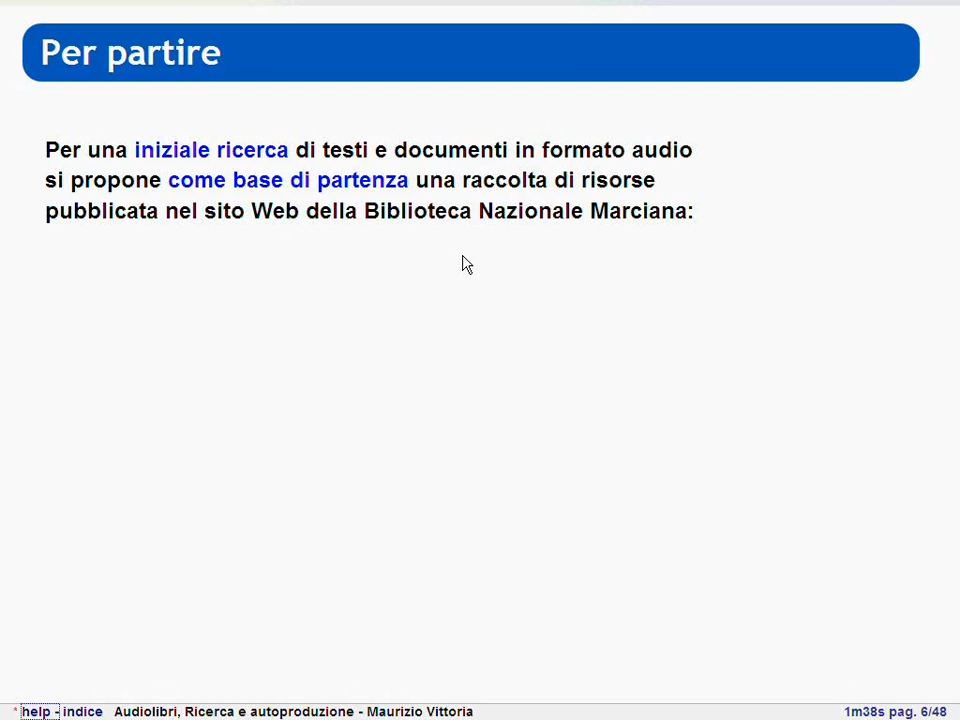 Per partire
Per una iniziale ricerca di testi e documenti in formato audio
si propone come base di partenza una raccolta di risorse
pubblicata nel sito Web della Biblioteca Nazionale Marciana:
* help - indice Audiolibri, Ricerca e autoproduzione - Maurizio Vittoria 1m38s pag. 6/48